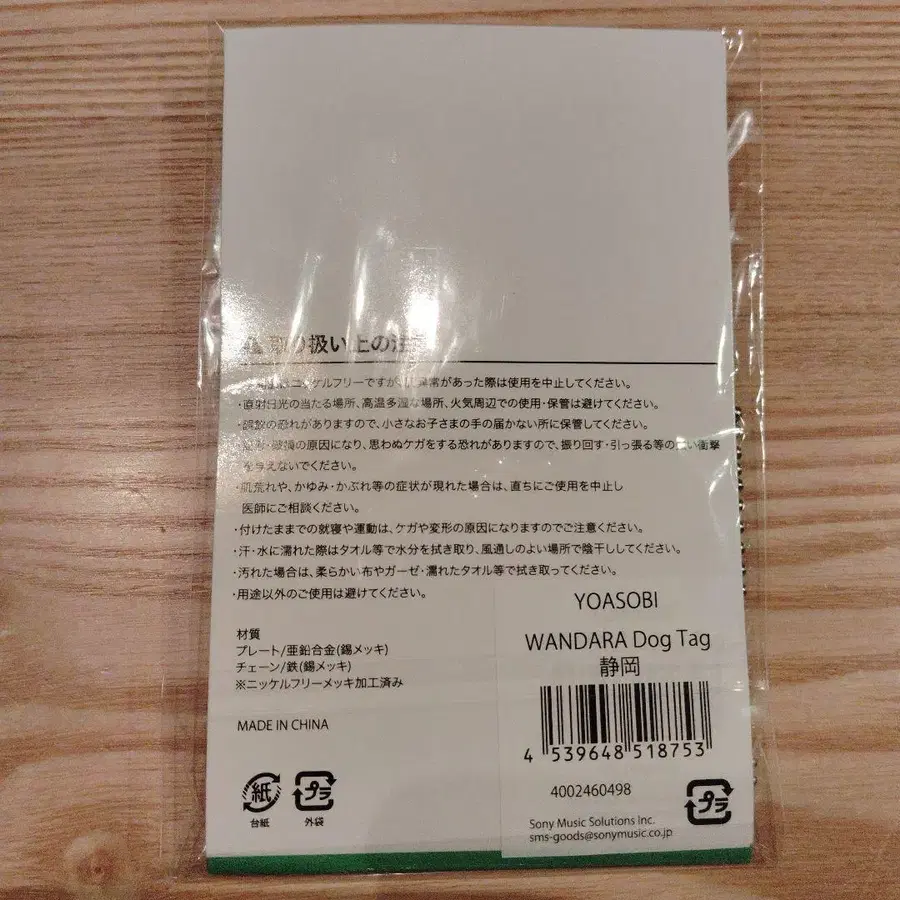 の扱い上の注
ニッケルフリーですが 異常があった際は使用を中止してください。
・直射日光の当たる場所、高温多湿な場所、火気周辺での使用・保管は避けてください。
・誤飲の恐れがありますので、小さなお子さまの手の届かない所に保管してください。
・破損の原因になり、思わぬケガをする恐れがありますので、振り回す・引っ張る等の 衝撃
を与えないでください。
・肌荒れや、かゆみ・かぶれ等の症状が現れた場合は、直ちにご使用を中止し
医師にご相談ください。
・付けたままでの就寝や運動は、ケガや変形の原因になりますのでご注意ください。
・汗・水に濡れた際はタオル等で水分を拭き取り、風通しのよい場所で陰干ししてください。
・汚れた場合は、柔らかい布やガーゼ・濡れたタオル等で拭き取ってください。
・用途以外のご使用は避けてください。
材質
プレート/亜鉛合金(錫メッキ)
チェーン/鉄(錫メッキ)
※ニッケルフリーメッキ加工済み
MADE IN CHINA
紙
台紙
プラ
外袋
YOASOBI
WANDARA Dog Tag
静岡
4 539648 518753
4002460498
Sony Music Solutions Inc.
sms-goods@sonymusic.co.jp
プラ